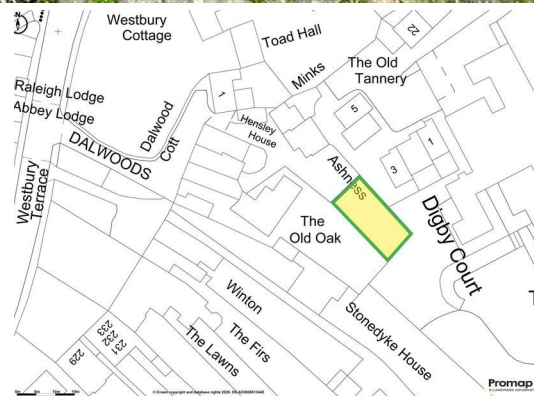 N
Westbury
Cottage
Toad Hall
22
Minks
The Old
Tannery
Raleigh Lodge
Abbey Lodge
1
5
Dalwood
Cott
Hensley
House
DALWOODS
1
3
Ashness
Westbury
Terrace
The
Old Oak
Digby Court
Winton
Stonedyke House
The Firs
The Lawns
233
232
231
229
Promap